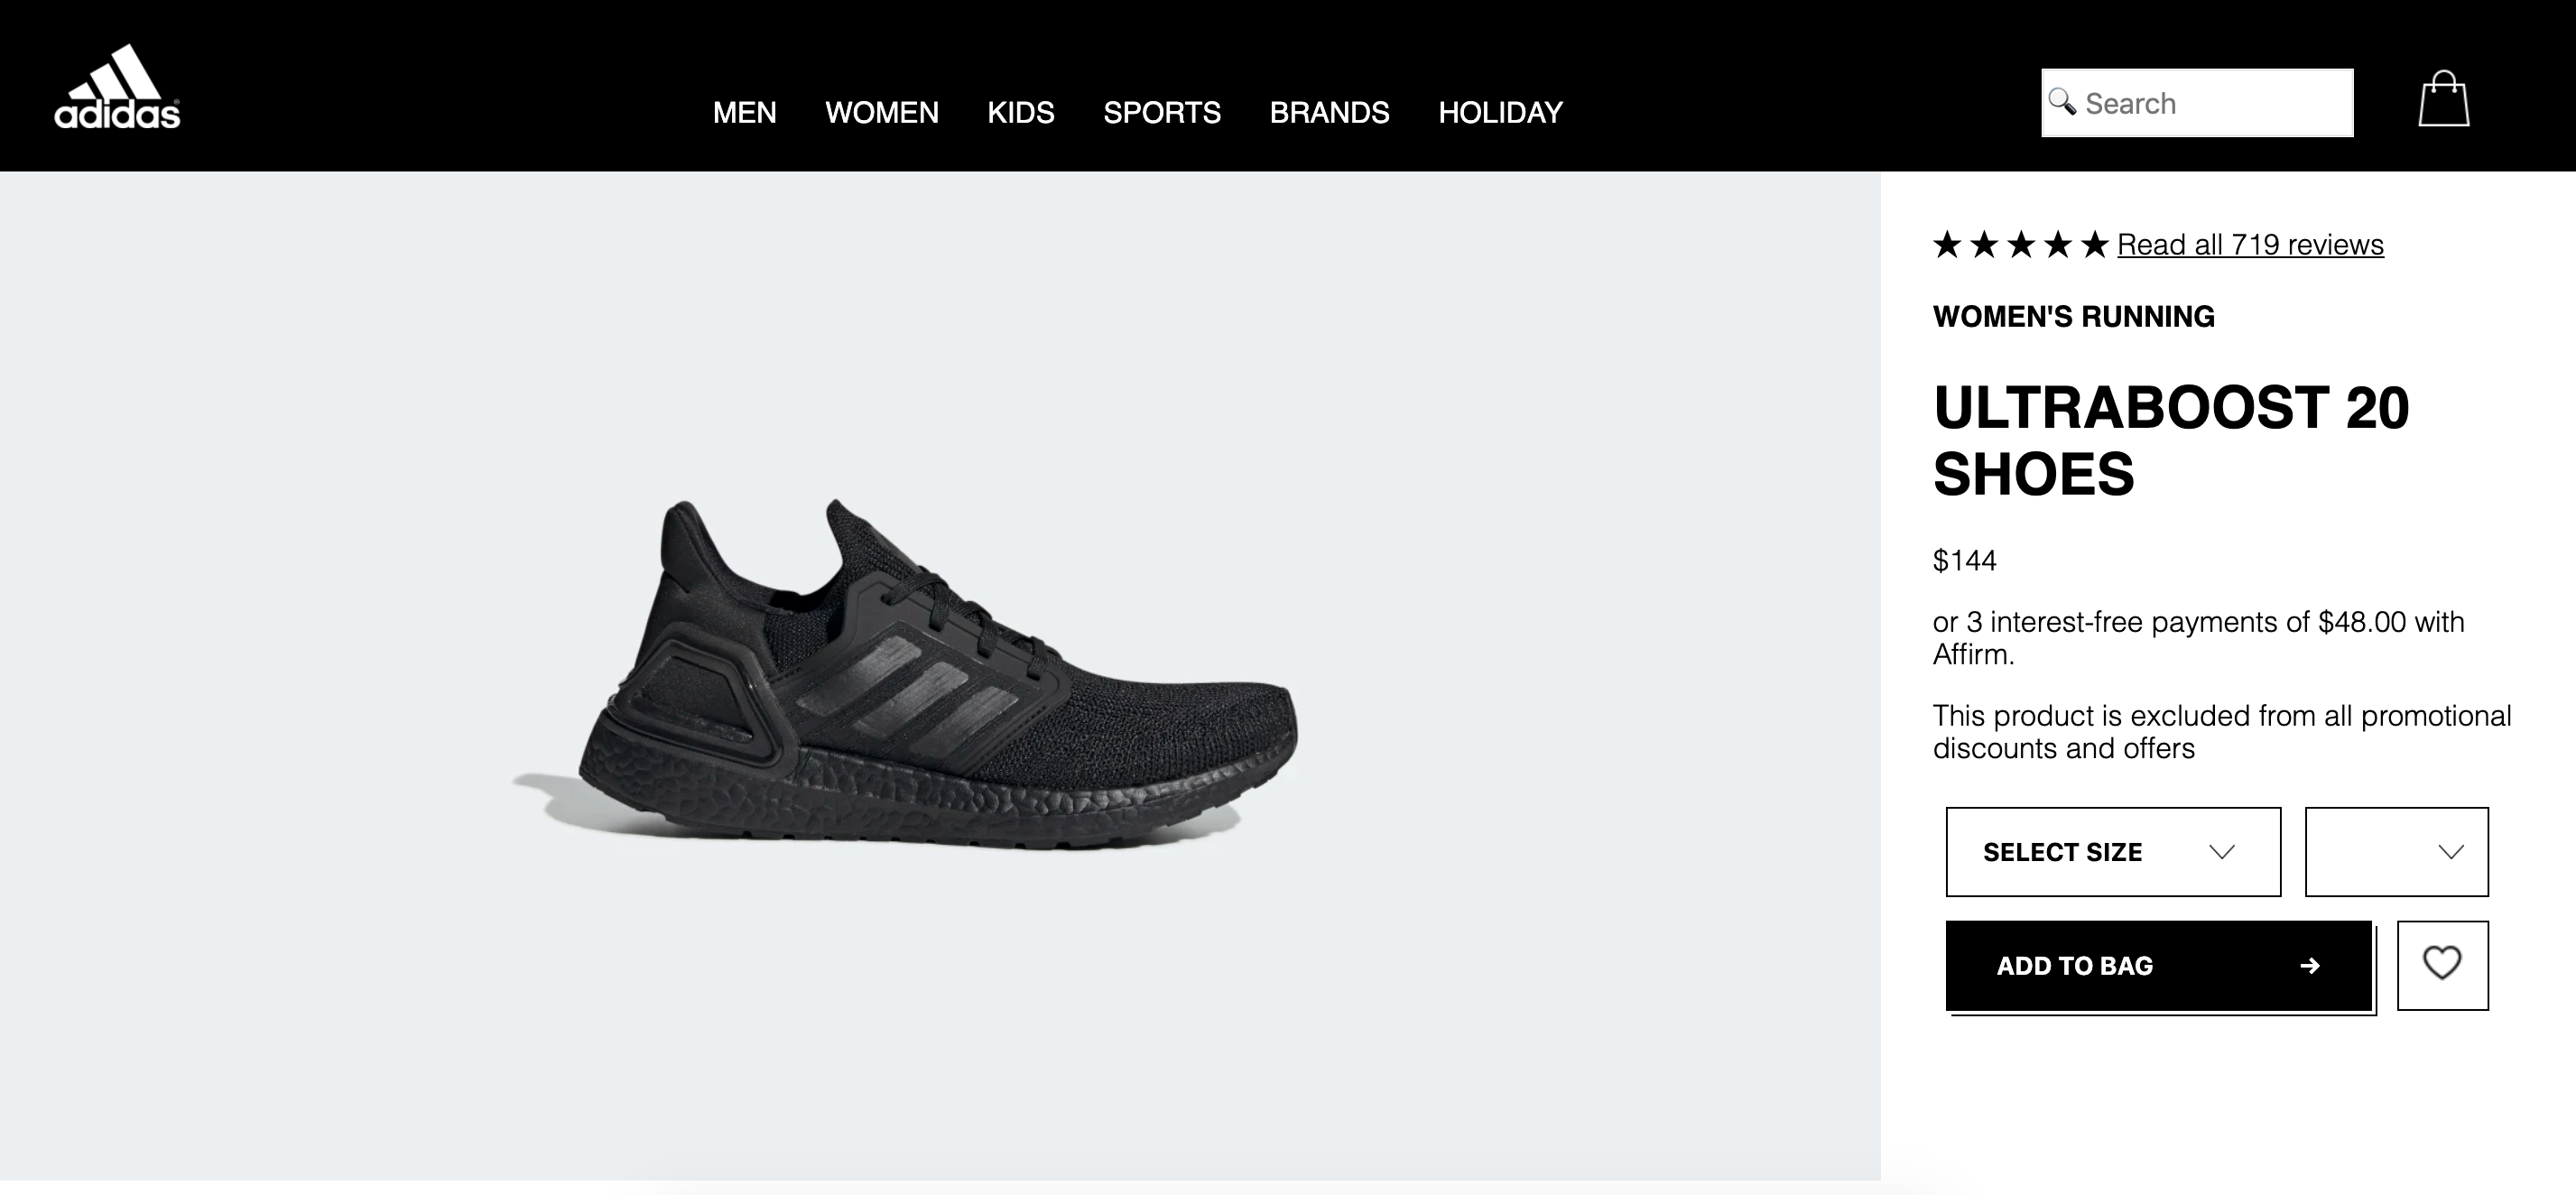 adidas
MEN WOMEN KIDS SPORTS BRANDS HOLIDAY
Search
Read all 719 reviews
WOMEN'S RUNNING
ULTRABOOST 20
SHOES
$144
or 3 interest-free payments of $48.00 with
Affirm.
This product is excluded from all promotional
discounts and offers
SELECT SIZE
ADD TO BAG